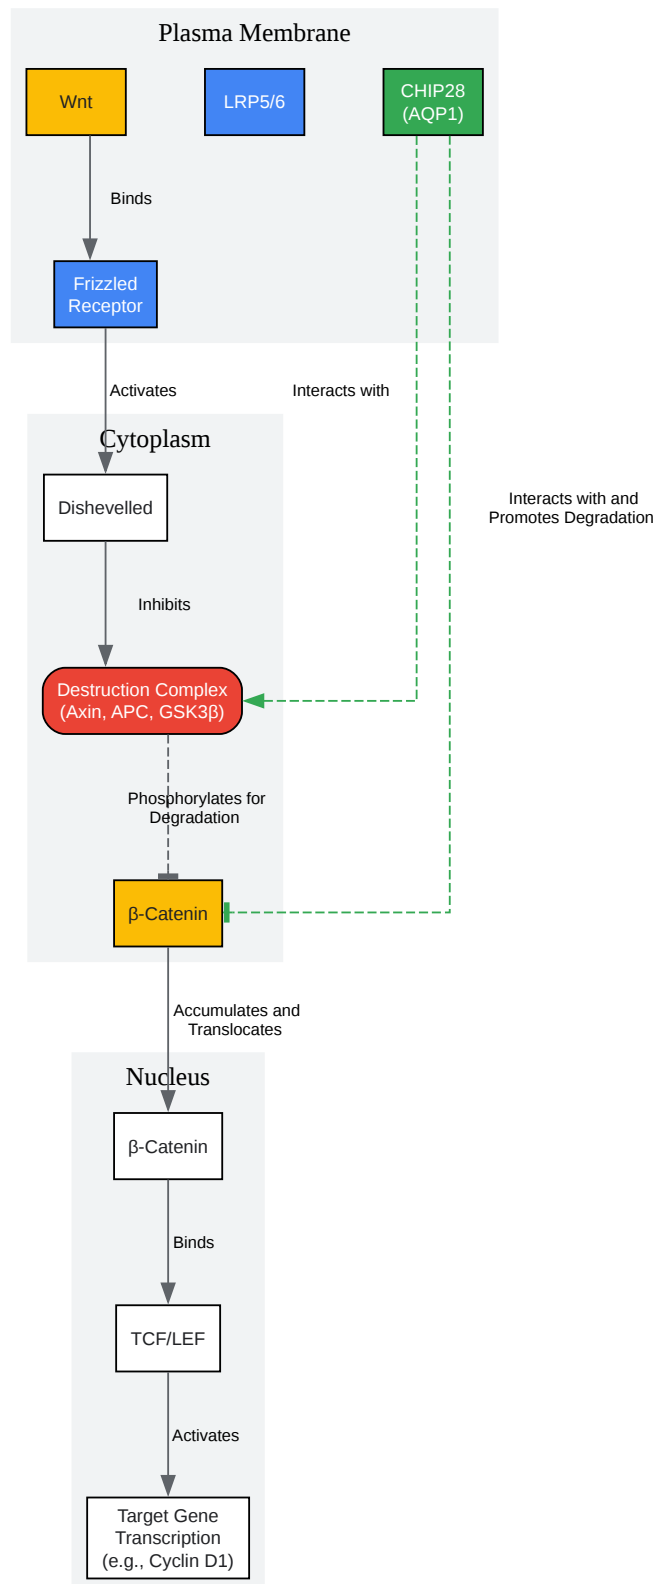 Plasma Membrane
Wnt
LRP5/6
CHIP28
(AQP1)
Binds
Frizzled
Receptor
Activates
Interacts with
Cytoplasm
Dishevelled
Interacts with and
Promotes Degradation
Inhibits
Destruction Complex
(Axin, APC, GSK3β)
Phosphorylates for
Degradation
β-Catenin
Accumulates and
Translocates
Nucleus
β-Catenin
Binds
TCF/LEF
Activates
Target Gene
Transcription
(e.g., Cyclin D1)